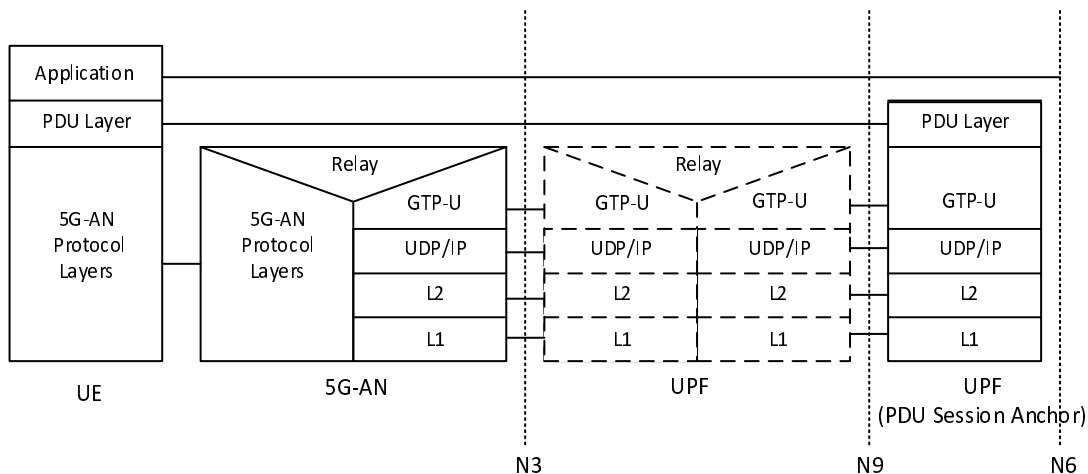 Application
PDU Layer
PDU Layer
Relay
Relay
5G-AN
Protocol
Layers
5G-AN
Protocol
Layers
GTP-U
GTP-U
GTP-U
GTP-U
UDP/IP
UDP/IP
UDP/IP
UDP/IP
L2
L2
L2
L2
L1
L1
L1
L1
UE
5G-AN
UPF
UPF
(PDU Session Anchor)
N3
N9
N6